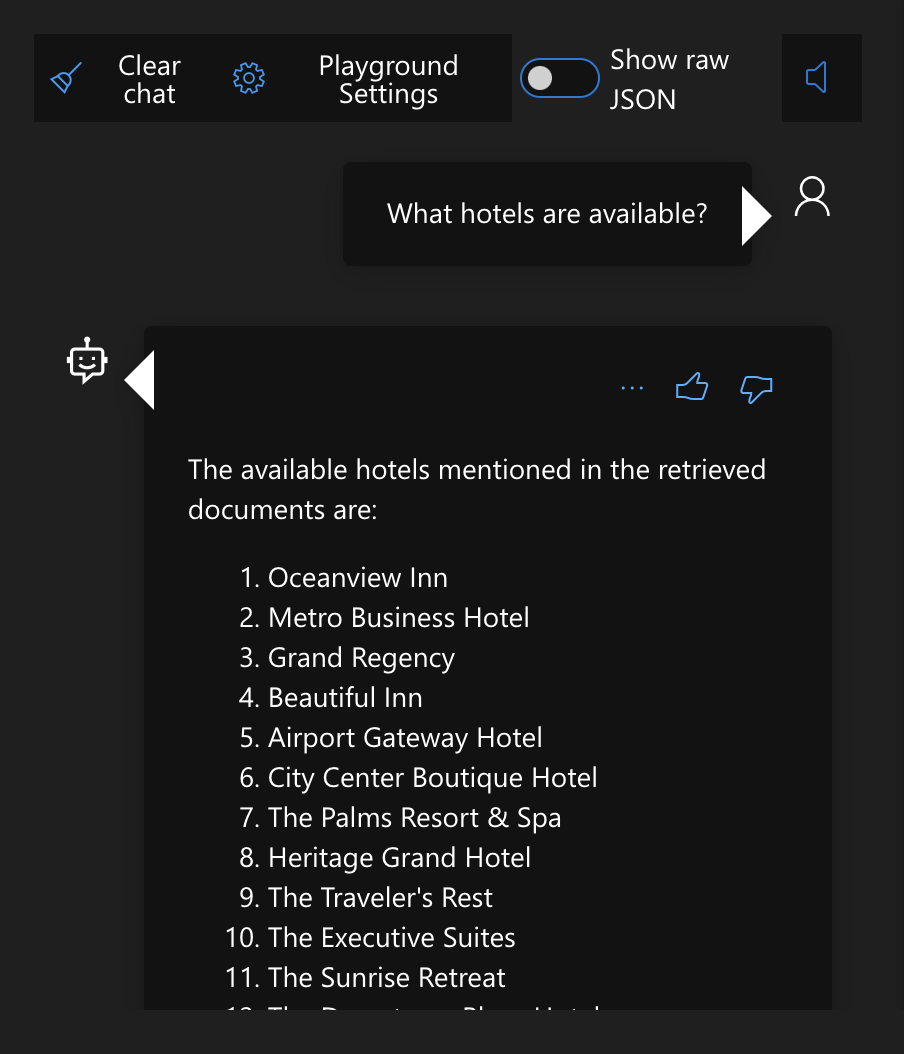 Clear
chat
Playground
Settings
Show raw
JSON
What hotels are available?
The available hotels mentioned in the retrieved
documents are:
1. Oceanview Inn
2. Metro Business Hotel
3. Grand Regency
4. Beautiful Inn
5. Airport Gateway Hotel
6. City Center Boutique Hotel
7. The Palms Resort & Spa
8. Heritage Grand Hotel
9. The Traveler's Rest
10. The Executive Suites
11. The Sunrise Retreat